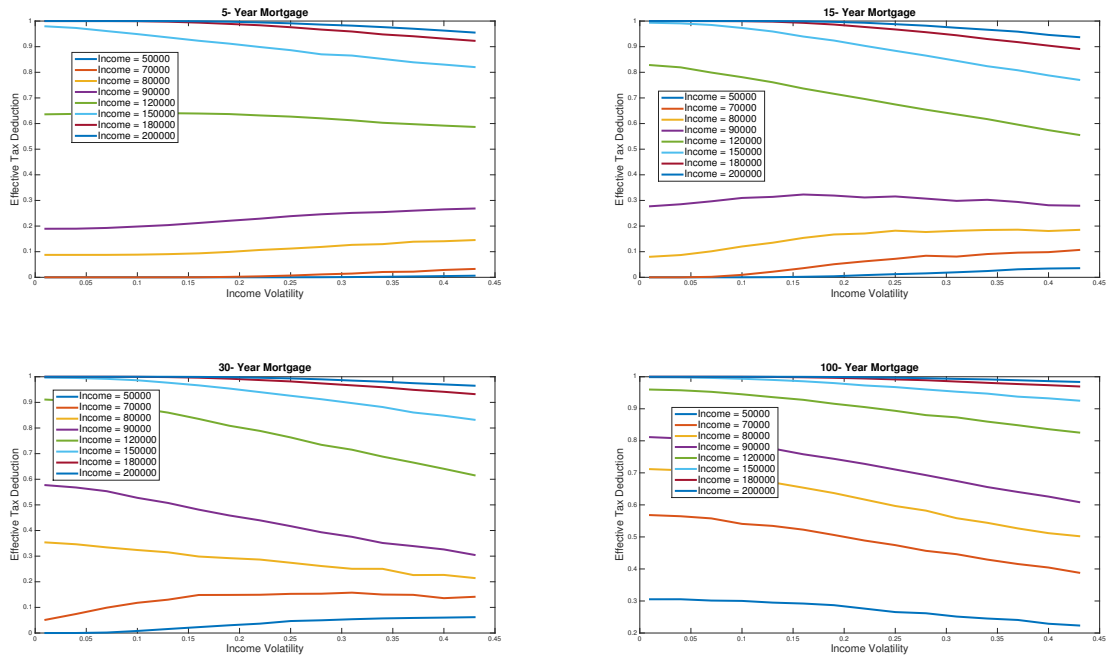 5- Year Mortgage
Effective Tax Deduction
1
0.9
0.8
0.7
0.6
0.5
0.4
0.3
0.2
0.1
0
Income = 50000
Income = 70000
Income = 80000
Income = 90000
Income = 120000
Income = 150000
Income = 180000
Income = 200000
0 0.05 0.1 0.15 0.2 0.25 0.3 0.35 0.4 0.45
Income Volatility
15- Year Mortgage
Effective Tax Deduction
1
0.9
0.8
0.7
0.6
0.5
0.4
0.3
0.2
0.1
0
Income = 50000
Income = 70000
Income = 80000
Income = 90000
Income = 120000
Income = 150000
Income = 180000
Income = 200000
0 0.05 0.1 0.15 0.2 0.25 0.3 0.35 0.4 0.45
Income Volatility
30- Year Mortgage
Effective Tax Deduction
1
0.9
0.8
0.7
0.6
0.5
0.4
0.3
0.2
0.1
0
Income = 50000
Income = 70000
Income = 80000
Income = 90000
Income = 120000
Income = 150000
Income = 180000
Income = 200000
0 0.05 0.1 0.15 0.2 0.25 0.3 0.35 0.4 0.45
Income Volatility
100- Year Mortgage
Effective Tax Deduction
1
0.9
0.8
0.7
0.6
0.5
0.4
0.3
0.2
Income = 50000
Income = 70000
Income = 80000
Income = 90000
Income = 120000
Income = 150000
Income = 180000
Income = 200000
0 0.05 0.1 0.15 0.2 0.25 0.3 0.35 0.4 0.45
Income Volatility